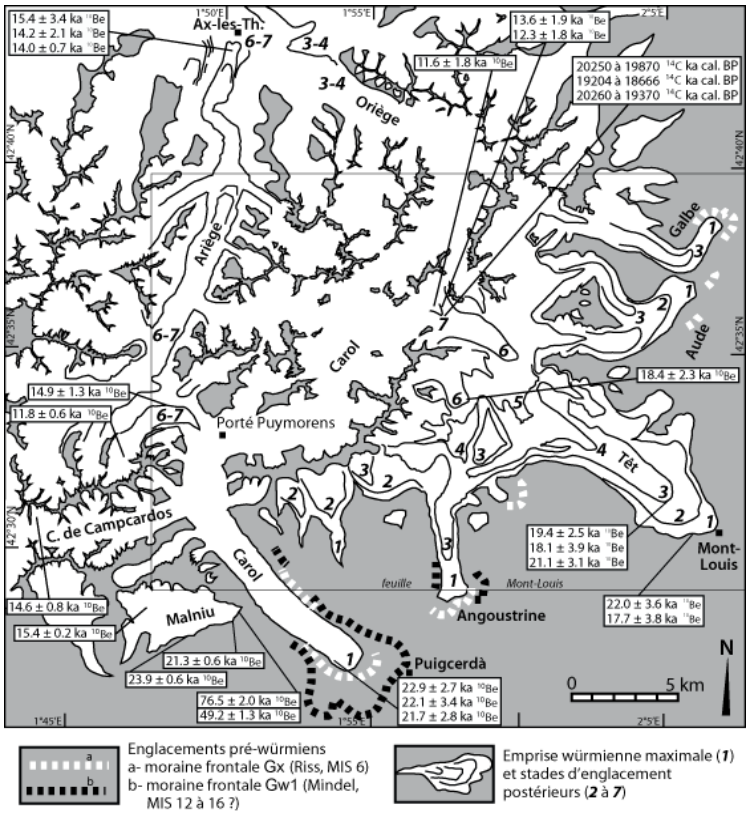 1°50'E
1°55'E
2°5'E
15.4 ± 3.4 ka ¹⁰Be
14.2 ± 2.1 ka ¹⁰Be
14.0 ± 0.7 ka ¹⁰Be
Ax-les-Th.
6-7
3-4
3-4
Oriège
13.6 ± 1.9 ka ¹⁰Be
12.3 ± 1.8 ka ¹⁰Be
11.6 ± 1.8 ka ¹⁰Be
20250 à 19870 ¹⁴C ka cal. BP
19204 à 18666 ¹⁴C ka cal. BP
20260 à 19370 ¹⁴C ka cal. BP
42°40'N
42°40'N
Galbe
1
3
Ariège
3
2
1
Aude
7
6
6-7
Carol
42°35'N
42°35'N
18.4 ± 2.3 ka ¹⁰Be
14.9 ± 1.3 ka ¹⁰Be
11.8 ± 0.6 ka ¹⁰Be
6-7
Porté Puymorens
6
5
4
3
4
Têt
3
2
1
3
2
2
2
1
Mont-Louis
42°30'N
C. de Campcardos
Carol
3
1
19.4 ± 2.5 ka ¹⁰Be
18.1 ± 3.9 ka ¹⁰Be
21.1 ± 3.1 ka ¹⁰Be
feuille
Mont-Louis
Angoustrine
22.0 ± 3.6 ka ¹⁰Be
17.7 ± 3.8 ka ¹⁰Be
14.6 ± 0.8 ka ¹⁰Be
15.4 ± 0.2 ka ¹⁰Be
Malniu
21.3 ± 0.6 ka ¹⁰Be
23.9 ± 0.6 ka ¹⁰Be
76.5 ± 2.0 ka ¹⁰Be
49.2 ± 1.3 ka ¹⁰Be
1
Puigcerdà
22.9 ± 2.7 ka ¹⁰Be
22.1 ± 3.4 ka ¹⁰Be
21.7 ± 2.8 ka ¹⁰Be
N
0
5 km
1°45'E
1°55'E
2°5'E
a
b
Englacements pré-würmiens
a- moraine frontale Gx (Riss, MIS 6)
b- moraine frontale Gw1 (Mindel,
MIS 12 à 16 ?)
Emprise würmienne maximale (1)
et stades d'englacement
postérieurs (2 à 7)